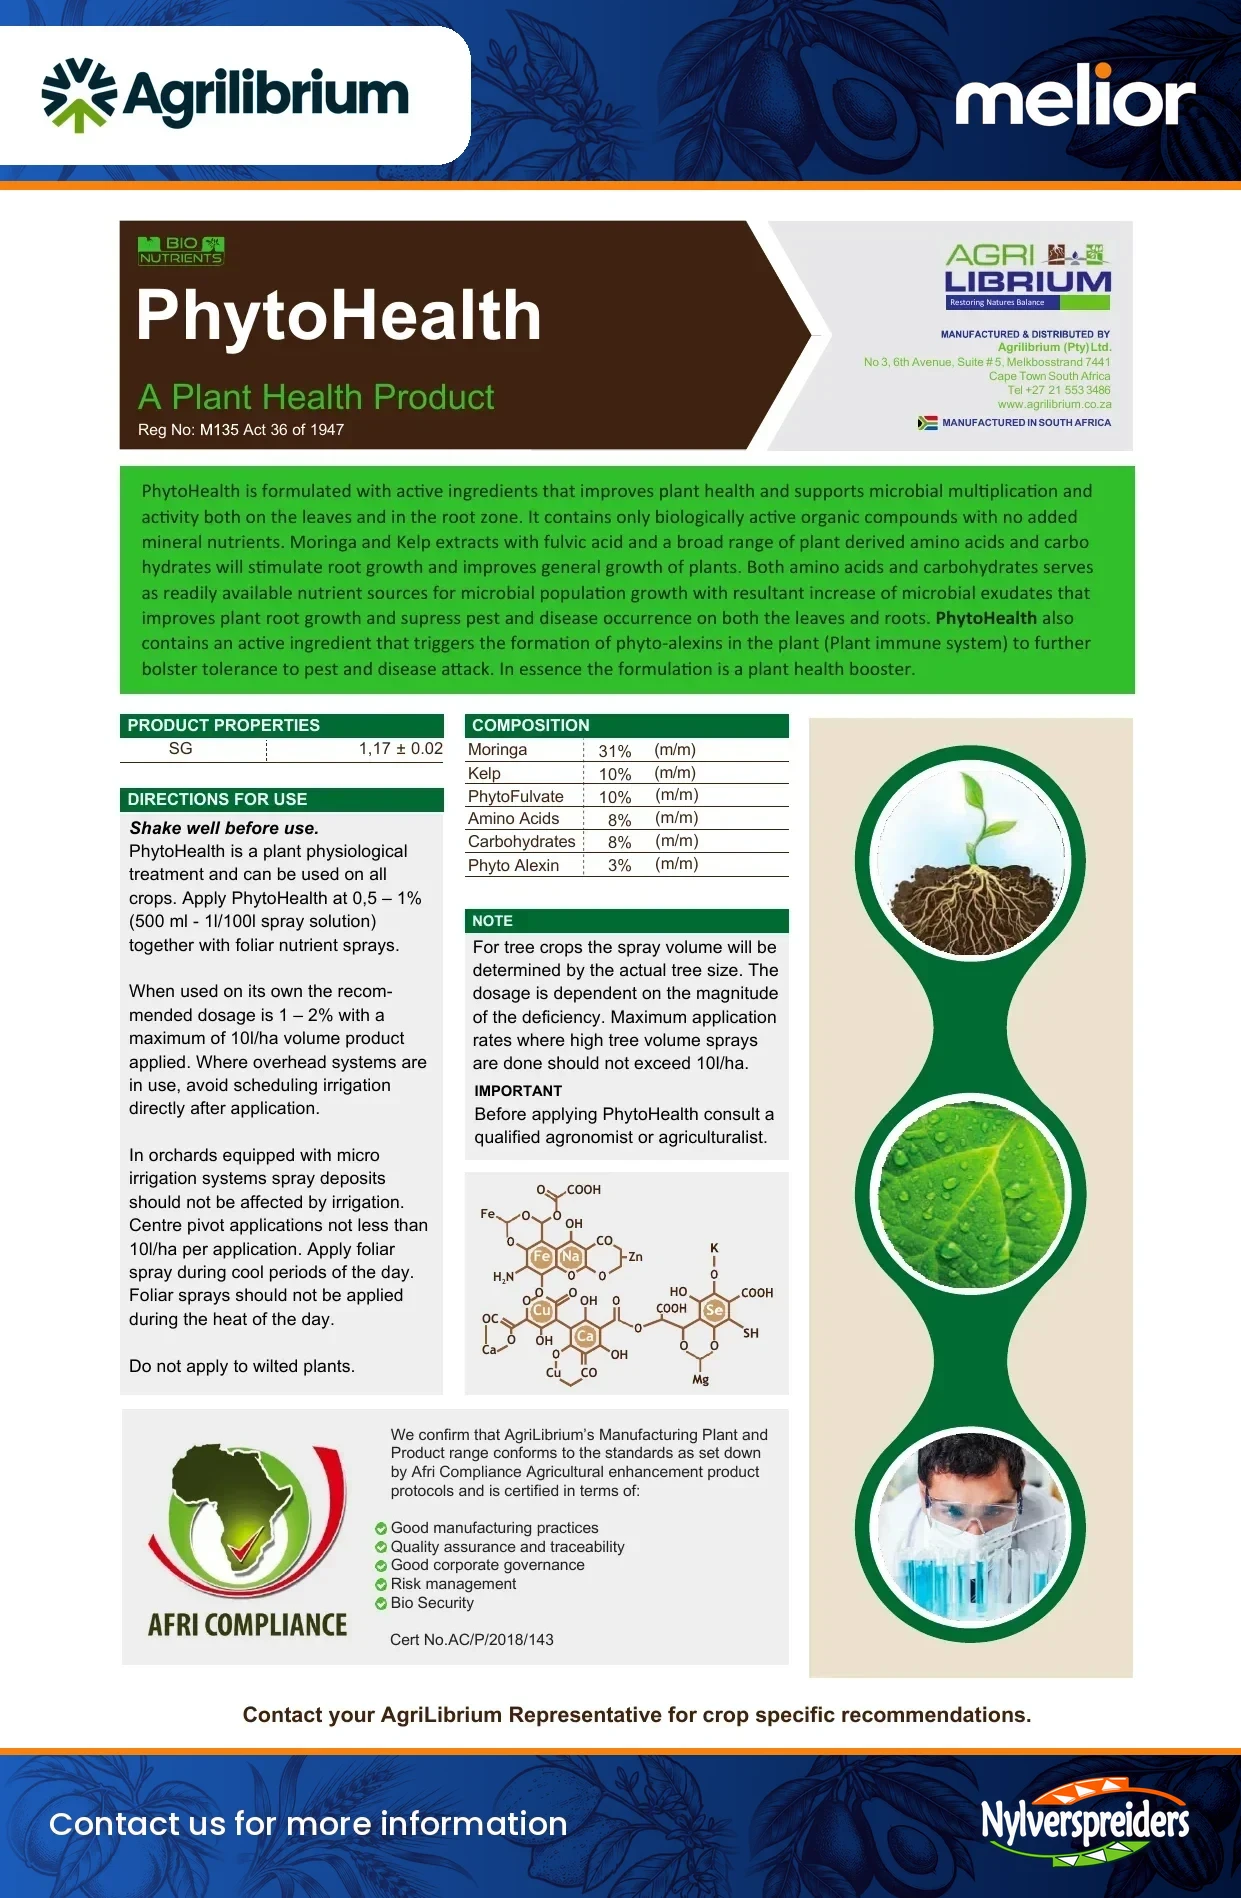 Agrilibrium
melior
BIO
NUTRIENTS
PhytoHealth
A Plant Health Product
Reg No: M135 Act 36 of 1947
AGRI
LIBRIUM
Restoring Natures Balance
MANUFACTURED & DISTRIBUTED BY
Agrilibrium (Pty) Ltd.
No 3, 6th Avenue, Suite # 5, Melkbosstrand 7441
Cape Town South Africa
Tel +27 21 553 3486
www.agrilibrium.co.za
MANUFACTURED IN SOUTH AFRICA
PhytoHealth is formulated with active ingredients that improves plant health and supports microbial multiplication and
activity both on the leaves and in the root zone. It contains only biologically active organic compounds with no added
mineral nutrients. Moringa and Kelp extracts with fulvic acid and a broad range of plant derived amino acids and carbo
hydrates will stimulate root growth and improves general growth of plants. Both amino acids and carbohydrates serves
as readily available nutrient sources for microbial population growth with resultant increase of microbial exudates that
improves plant root growth and supress pest and disease occurrence on both the leaves and roots. PhytoHealth also
contains an active ingredient that triggers the formation of phyto-alexins in the plant (Plant immune system) to further
bolster tolerance to pest and disease attack. In essence the formulation is a plant health booster.
PRODUCT PROPERTIES
SG 1,17 ± 0.02
DIRECTIONS FOR USE
Shake well before use.
PhytoHealth is a plant physiological
treatment and can be used on all
crops. Apply PhytoHealth at 0,5 – 1%
(500 ml - 1l/100l spray solution)
together with foliar nutrient sprays.
When used on its own the recom-
mended dosage is 1 – 2% with a
maximum of 10l/ha volume product
applied. Where overhead systems are
in use, avoid scheduling irrigation
directly after application.
In orchards equipped with micro
irrigation systems spray deposits
should not be affected by irrigation.
Centre pivot applications not less than
10l/ha per application. Apply foliar
spray during cool periods of the day.
Foliar sprays should not be applied
during the heat of the day.
Do not apply to wilted plants.
COMPOSITION
Moringa 31% (m/m)
Kelp 10% (m/m)
PhytoFulvate 10% (m/m)
Amino Acids 8% (m/m)
Carbohydrates 8% (m/m)
Phyto Alexin 3% (m/m)
NOTE
For tree crops the spray volume will be
determined by the actual tree size. The
dosage is dependent on the magnitude
of the deficiency. Maximum application
rates where high tree volume sprays
are done should not exceed 10l/ha.
IMPORTANT
Before applying PhytoHealth consult a
qualified agronomist or agriculturalist.
O COOH
Fe O O OH
O CO
Fe Na Zn
H₂N O O
K
O
O O O OH O HO COOH
Cu COOH Se
OC O OH Ca O SH
Ca O OH O O
Cu CO Mg
AFRI COMPLIANCE
We confirm that AgriLibrium's Manufacturing Plant and
Product range conforms to the standards as set down
by Afri Compliance Agricultural enhancement product
protocols and is certified in terms of:
Good manufacturing practices
Quality assurance and traceability
Good corporate governance
Risk management
Bio Security
Cert No.AC/P/2018/143
Contact your AgriLibrium Representative for crop specific recommendations.
Contact us for more information
Nylverspreiders